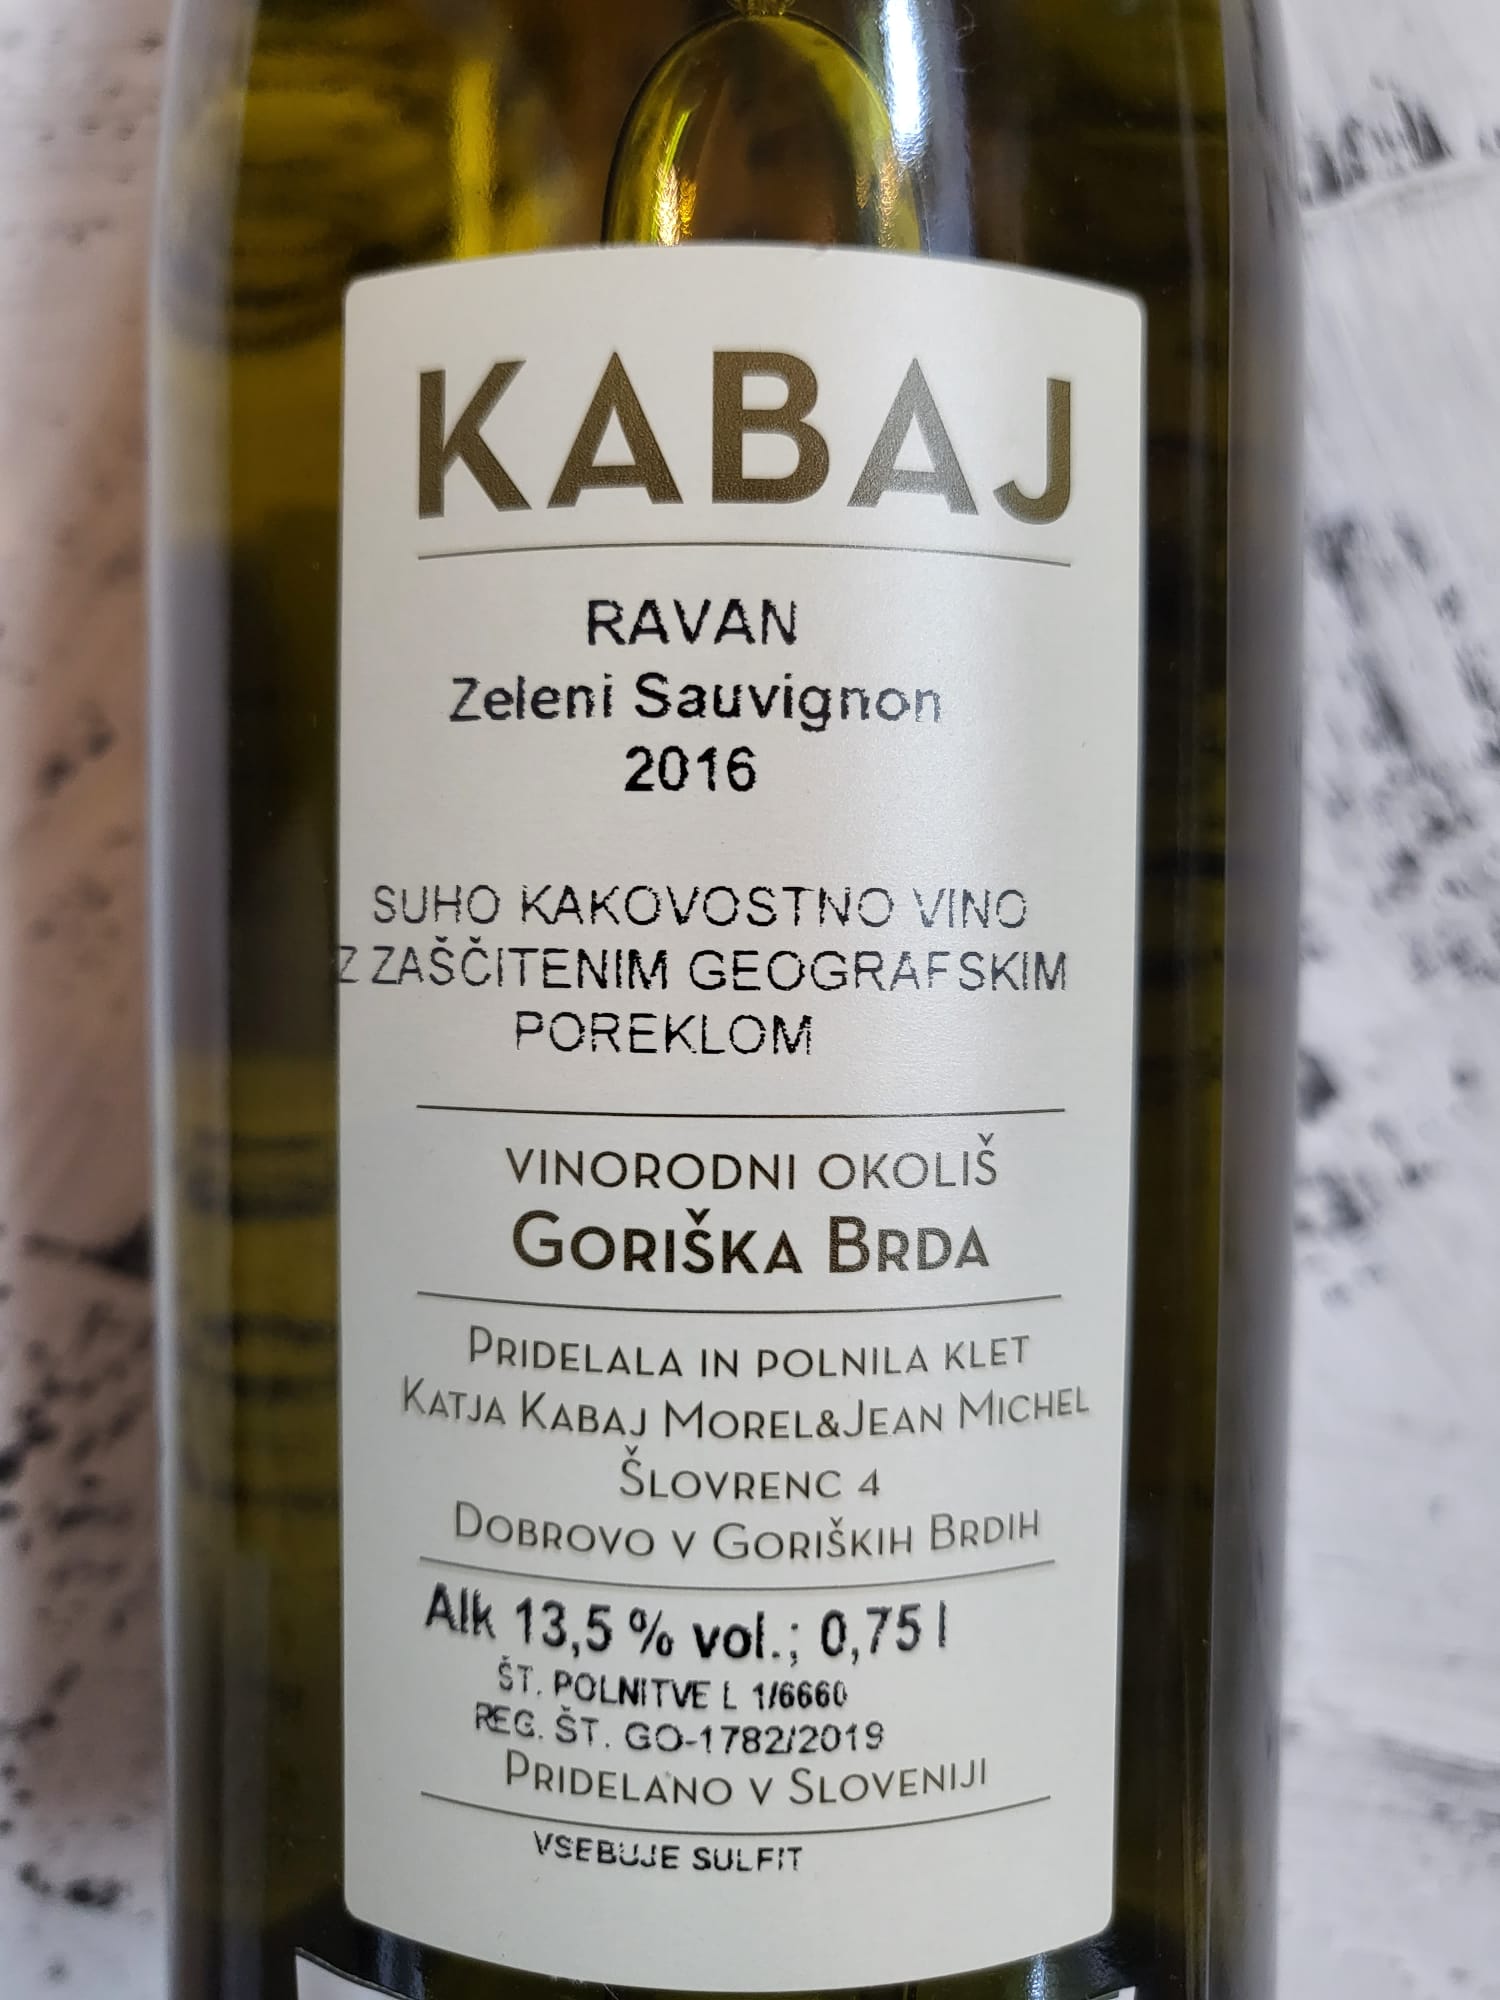 KABAJ
RAVAN
Zeleni Sauvignon
2016
SUHO KAKOVOSTNO VINO
Z ZAŠČITENIM GEOGRAFSKIM
POREKLOM
VINORODNI OKOLIŠ
GORIŠKA BRDA
PRIDELALA IN POLNILA KLET
KATJA KABAJ MOREL&JEAN MICHEL
ŠLOVRENC 4
DOBROVO V GORIŠKIH BRDIH
Alk 13,5 % vol.; 0,75 l
ŠT. POLNITVE L 1/6660
REG. ŠT. GO-1782/2019
PRIDELANO V SLOVENIJI
VSEBUJE SULFIT